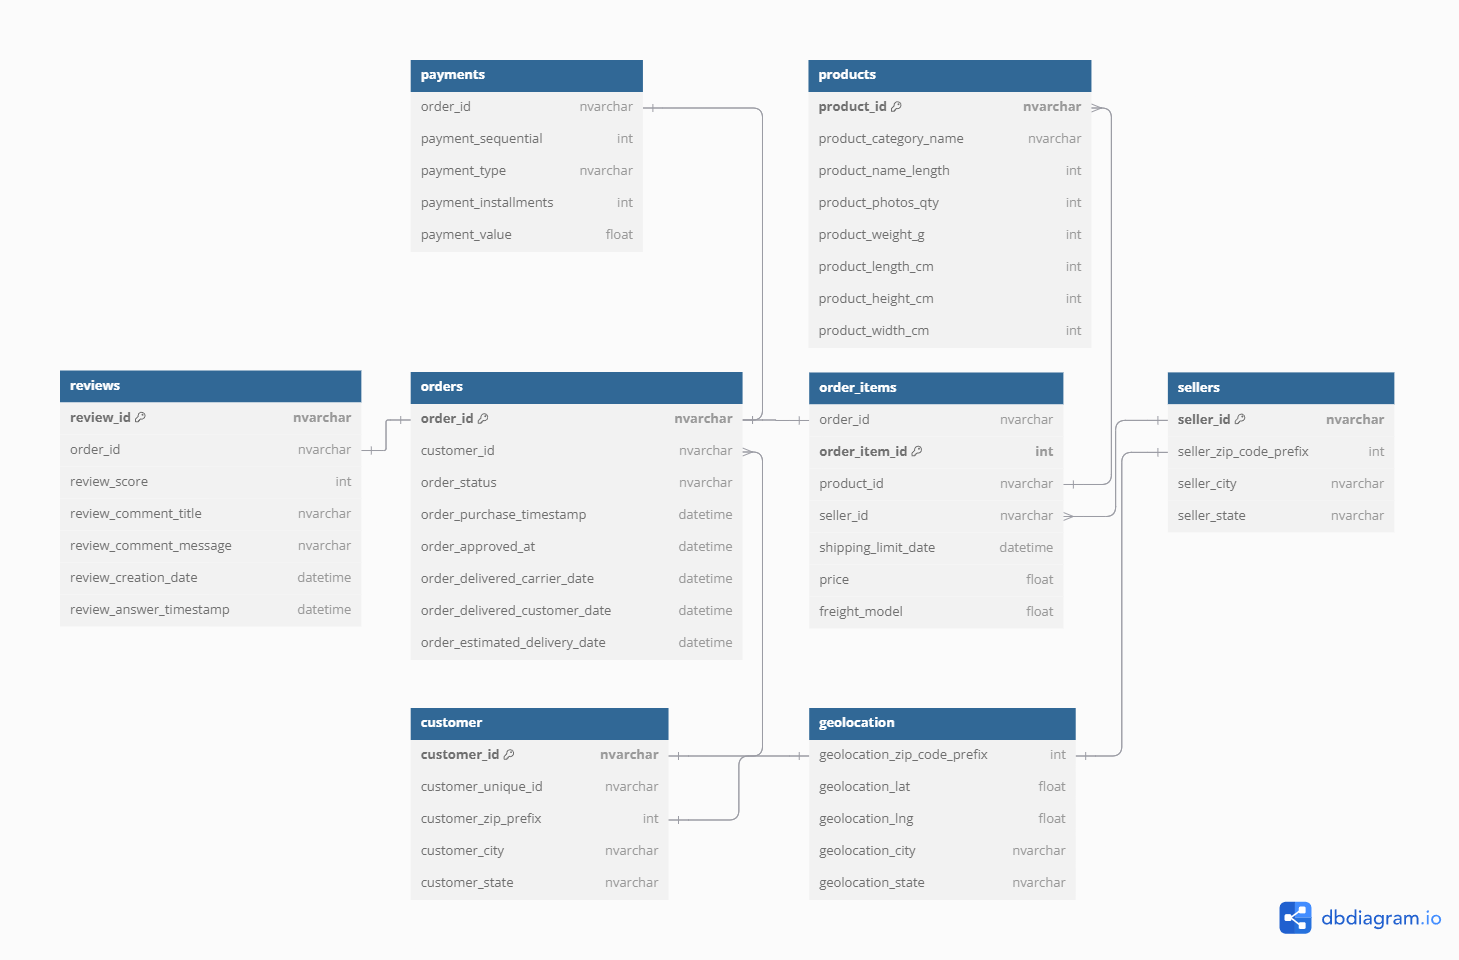 payments
order_id nvarchar
payment_sequential int
payment_type nvarchar
payment_installments int
payment_value float
products
product_id nvarchar
product_category_name nvarchar
product_name_length int
product_photos_qty int
product_weight_g int
product_length_cm int
product_height_cm int
product_width_cm int
reviews
review_id nvarchar
order_id nvarchar
review_score int
review_comment_title nvarchar
review_comment_message nvarchar
review_creation_date datetime
review_answer_timestamp datetime
orders
order_id nvarchar
customer_id nvarchar
order_status nvarchar
order_purchase_timestamp datetime
order_approved_at datetime
order_delivered_carrier_date datetime
order_delivered_customer_date datetime
order_estimated_delivery_date datetime
order_items
order_id nvarchar
order_item_id int
product_id nvarchar
seller_id nvarchar
shipping_limit_date datetime
price float
freight_model float
sellers
seller_id nvarchar
seller_zip_code_prefix int
seller_city nvarchar
seller_state nvarchar
customer
customer_id nvarchar
customer_unique_id nvarchar
customer_zip_prefix int
customer_city nvarchar
customer_state nvarchar
geolocation
geolocation_zip_code_prefix int
geolocation_lat float
geolocation_lng float
geolocation_city nvarchar
geolocation_state nvarchar
dbdiagram.io